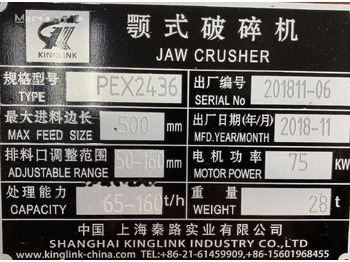 KINGLINK
颚式破碎机
JAW CRUSHER
规格型号 TYPE PEX2436
出厂编号 SERIAL No 201811-06
最大进料边长 MAX FEED SIZE 500 mm
出厂日期(年/月) MFD.YEAR/MONTH 2018-11
排料口调整范围 ADJUSTABLE RANGE 50-160 mm
电机功率 MOTOR POWER 75 KW
处理能力 CAPACITY 65-160 t/h
重量 WEIGHT 28 t
中国 上海秦路实业有限公司
SHANGHAI KINGLINK INDUSTRY CO.,LTD
www.kinglink-china.com +86-21-61459909,+86-15601968455